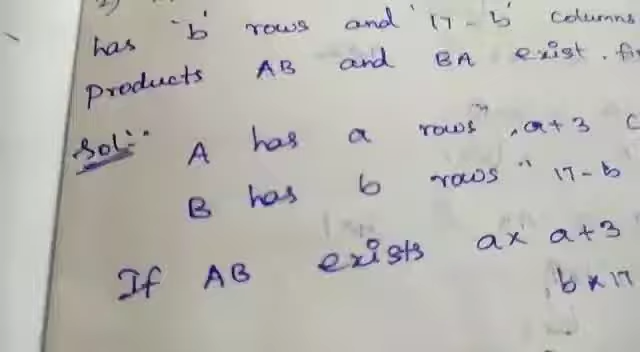 has 'b' rows and '17-b' columns
products AB and BA exist.
Sol:- A has a rows", a+3
B has b rows" 17-b
If AB exists ax a+3
b x 17